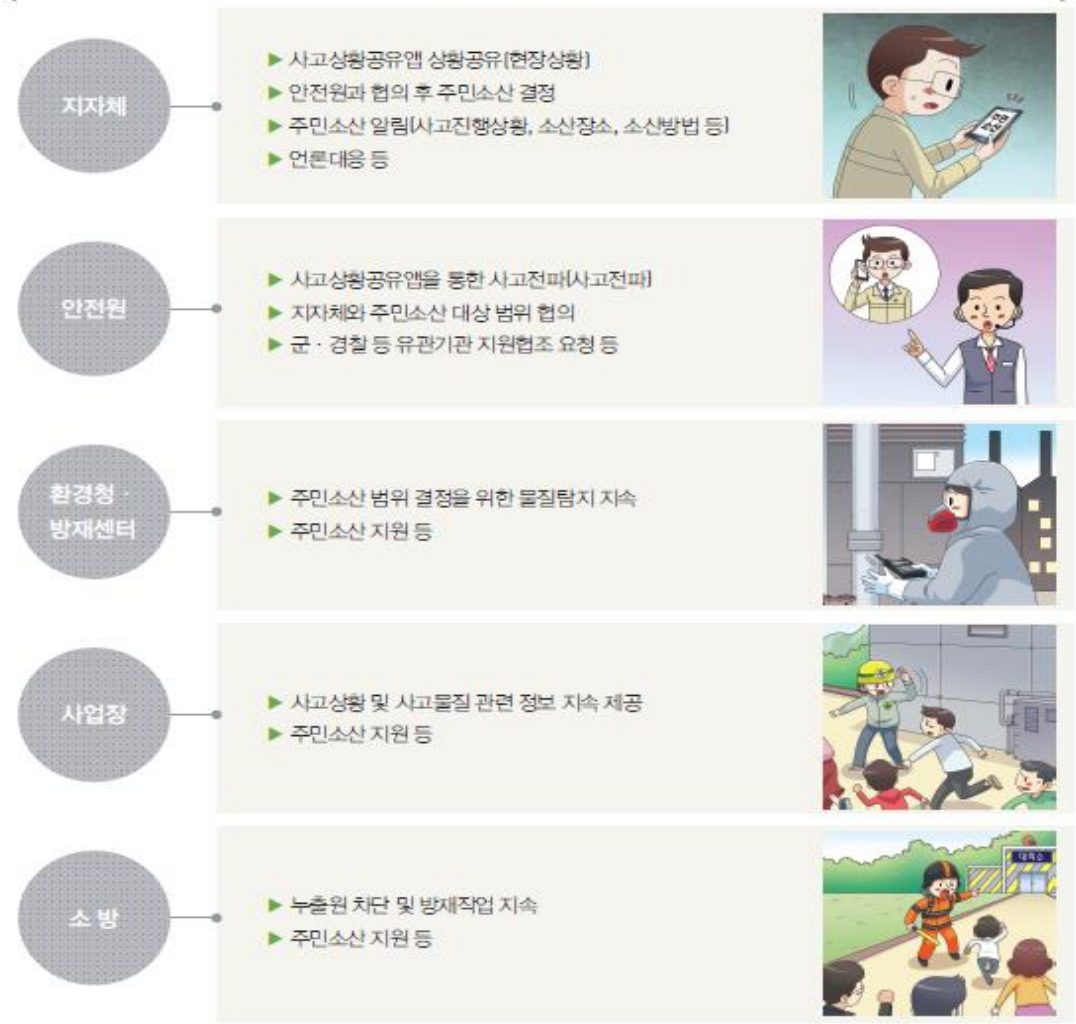 지자체
▶ 사고상황공유앱 상황공유(현장상황)
▶ 안전원과 협의 후 주민소산 결정
▶ 주민소산 알림(사고진행상황, 소산장소, 소산방법 등)
▶ 언론대응 등
안전원
▶ 사고상황공유앱을 통한 사고전파(사고전파)
▶ 지자체와 주민소산 대상 범위 협의
▶ 군 · 경찰 등 유관기관 지원협조 요청 등
환경청 ·
방재센터
▶ 주민소산 범위 결정을 위한 물질탐지 지속
▶ 주민소산 지원 등
사업장
▶ 사고상황 및 사고물질 관련 정보 지속 제공
▶ 주민소산 지원 등
소 방
▶ 누출원 차단 및 방재작업 지속
▶ 주민소산 지원 등
대피소